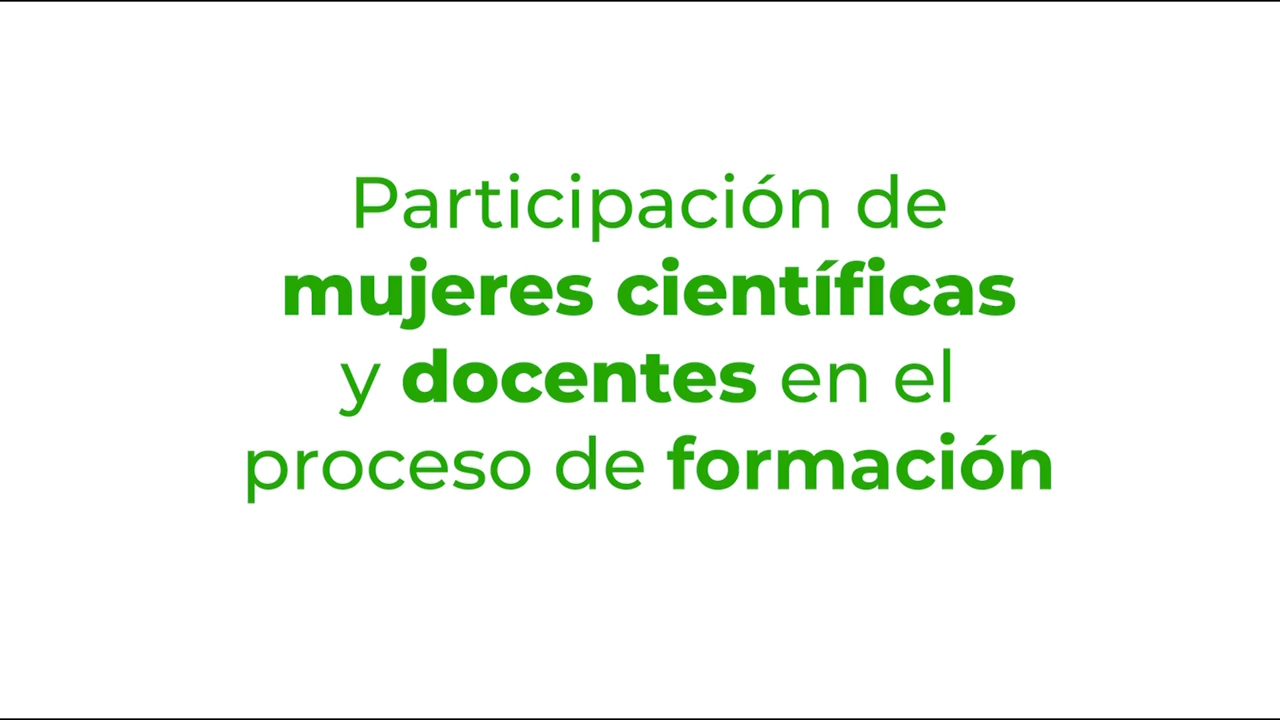 Participación de
mujeres científicas
y docentes en el
proceso de formación